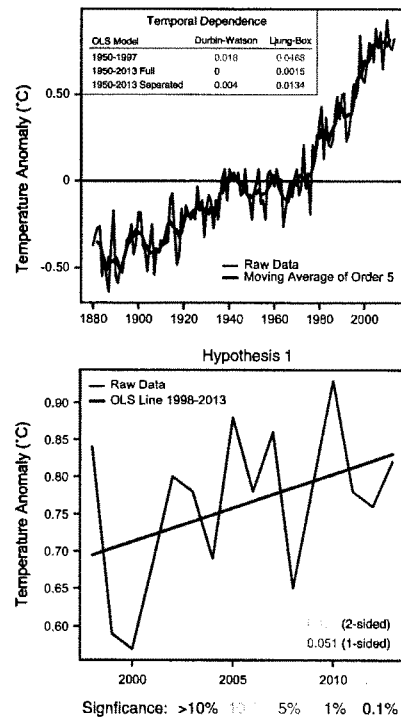 Temporal Dependence
OLS Model Durbin-Watson Ljung-Box
1950-1997 0.018 0.0468
1950-2013 Full 0 0.0015
1950-2013 Separated 0.004 0.0134
Temperature Anomaly (˚C)
0.50
0
-0.50
Raw Data
Moving Average of Order 5
1880 1900 1920 1940 1960 1980 2000
Hypothesis 1
Raw Data
OLS Line 1998-2013
Temperature Anomaly (˚C)
0.90
0.85
0.80
0.75
0.70
0.65
0.60
(2-sided)
0.051 (1-sided)
2000 2005 2010
Signficance: >10% 5% 1% 0.1%